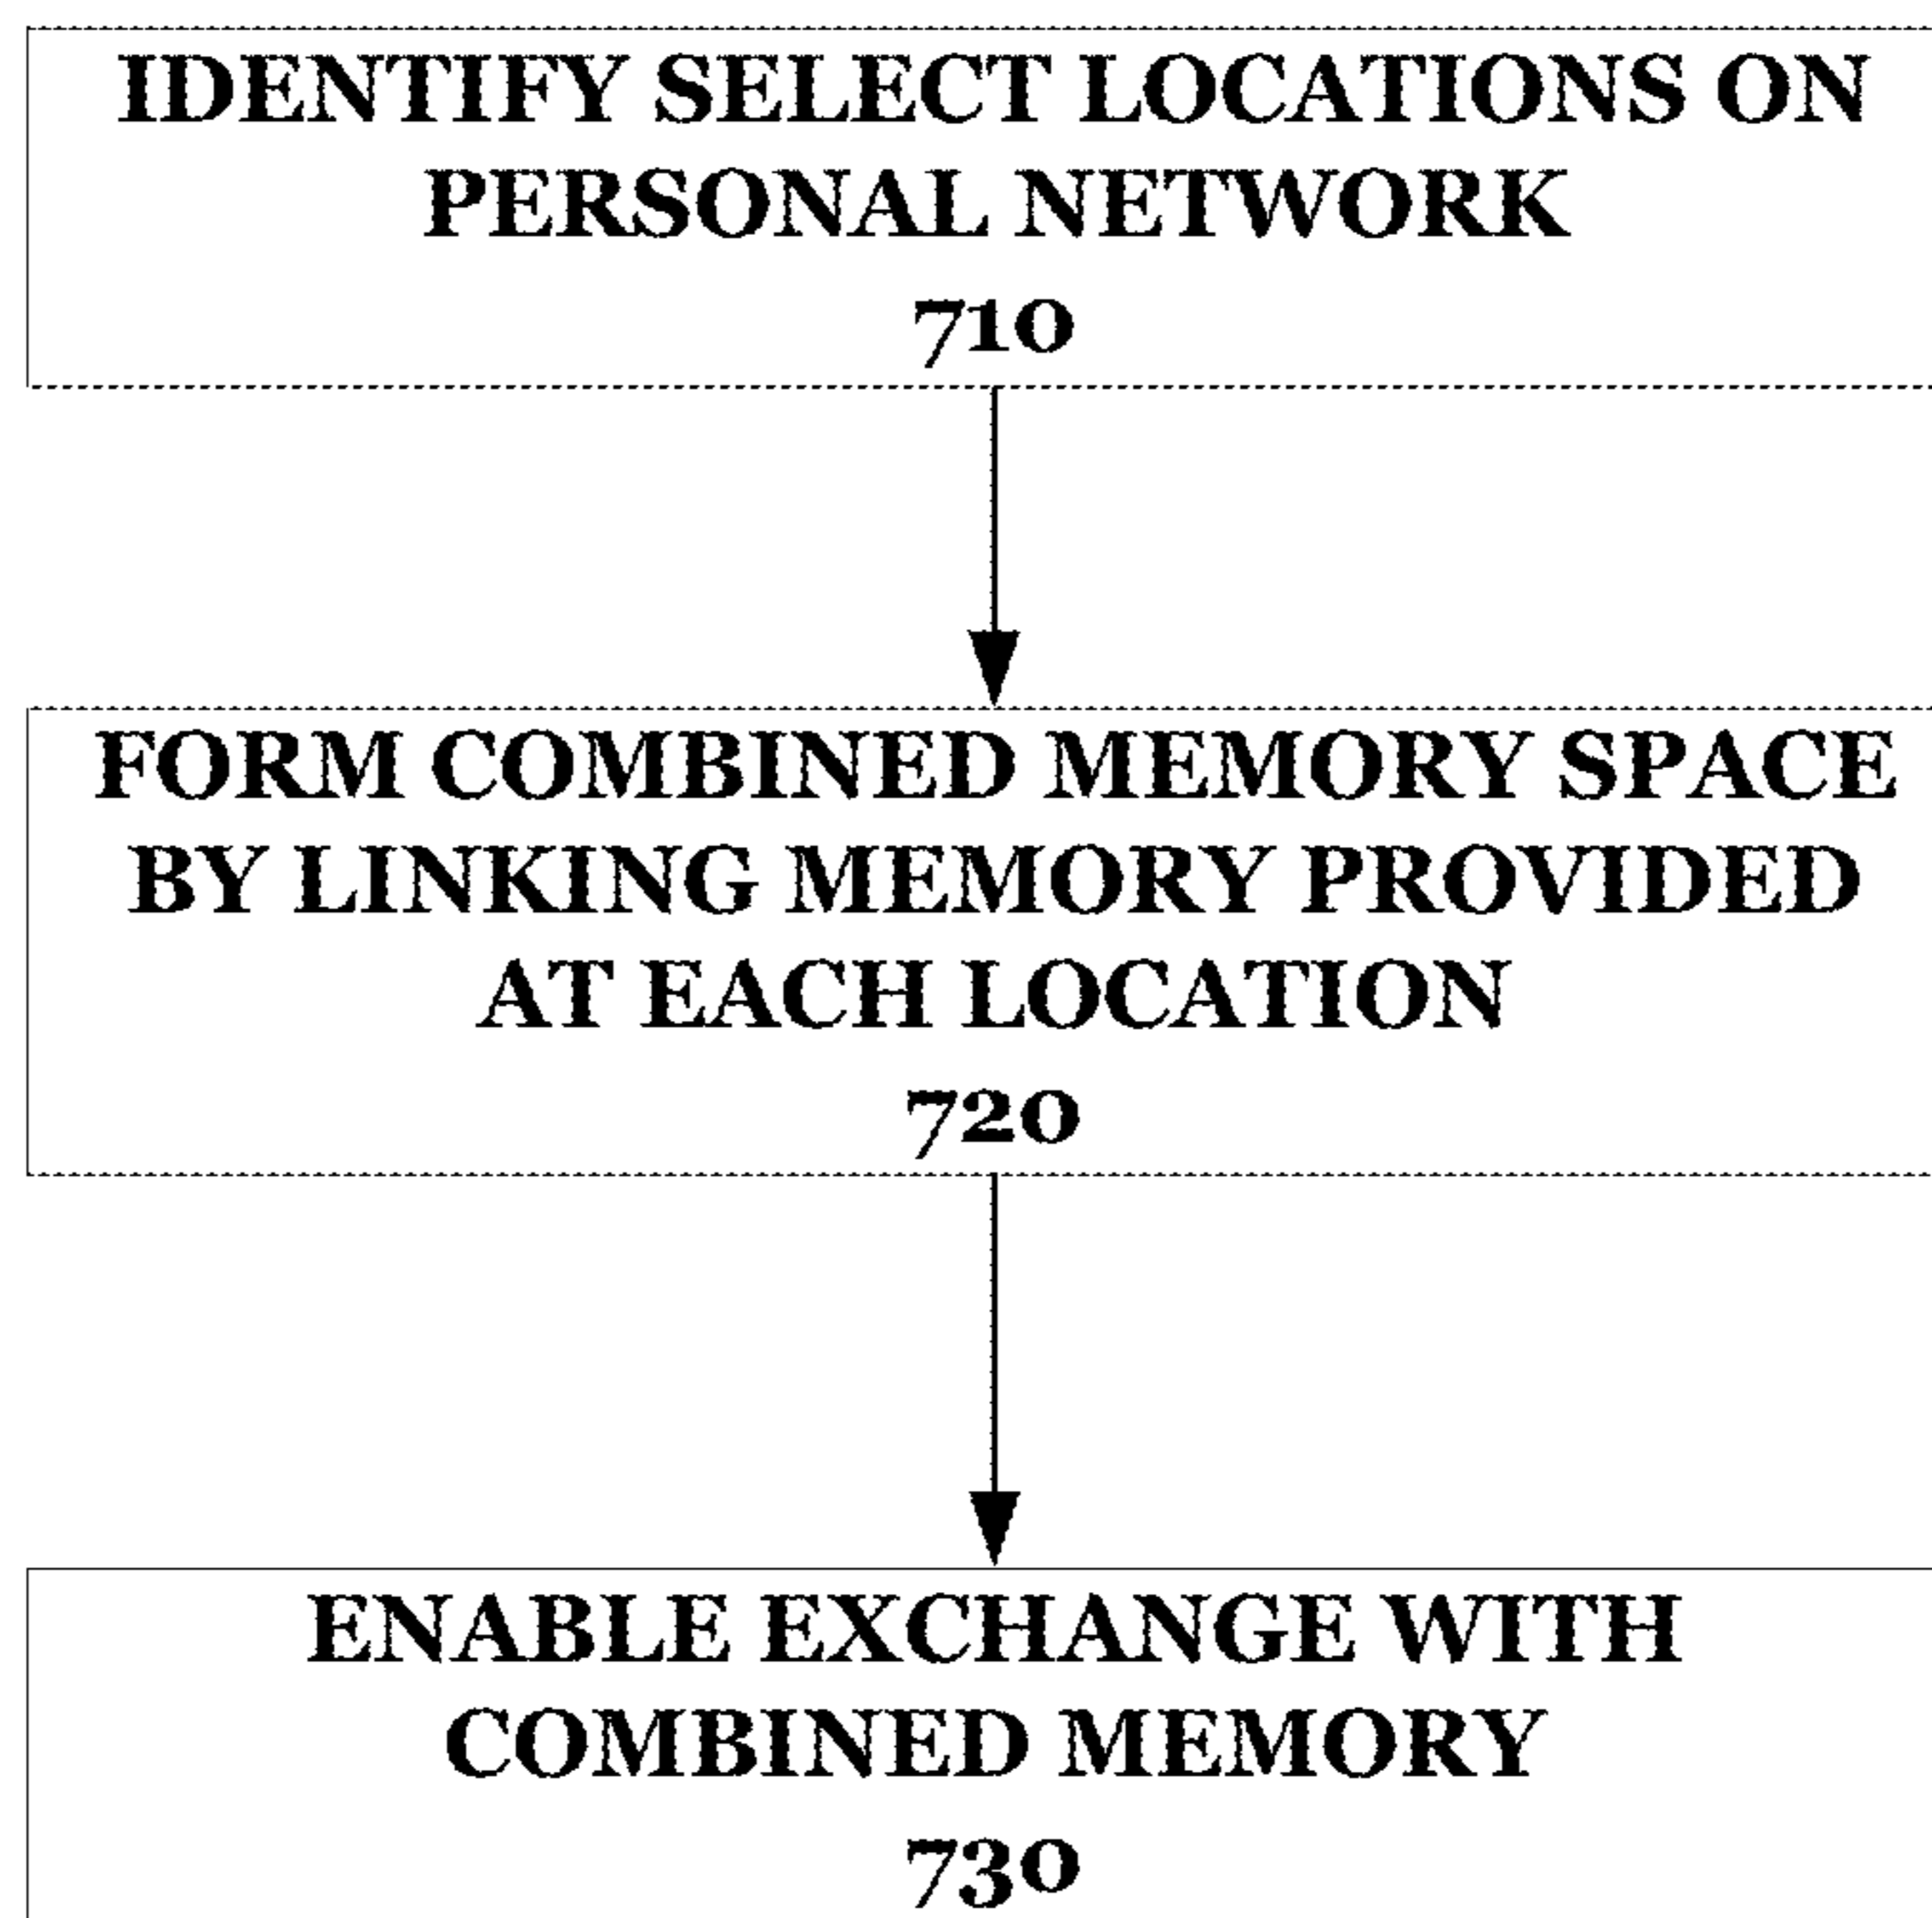 IDENTIFY SELECT LOCATIONS ON
PERSONAL NETWORK
710
FORM COMBINED MEMORY SPACE
BY LINKING MEMORY PROVIDED
AT EACH LOCATION
720
ENABLE EXCHANGE WITH
COMBINED MEMORY
730